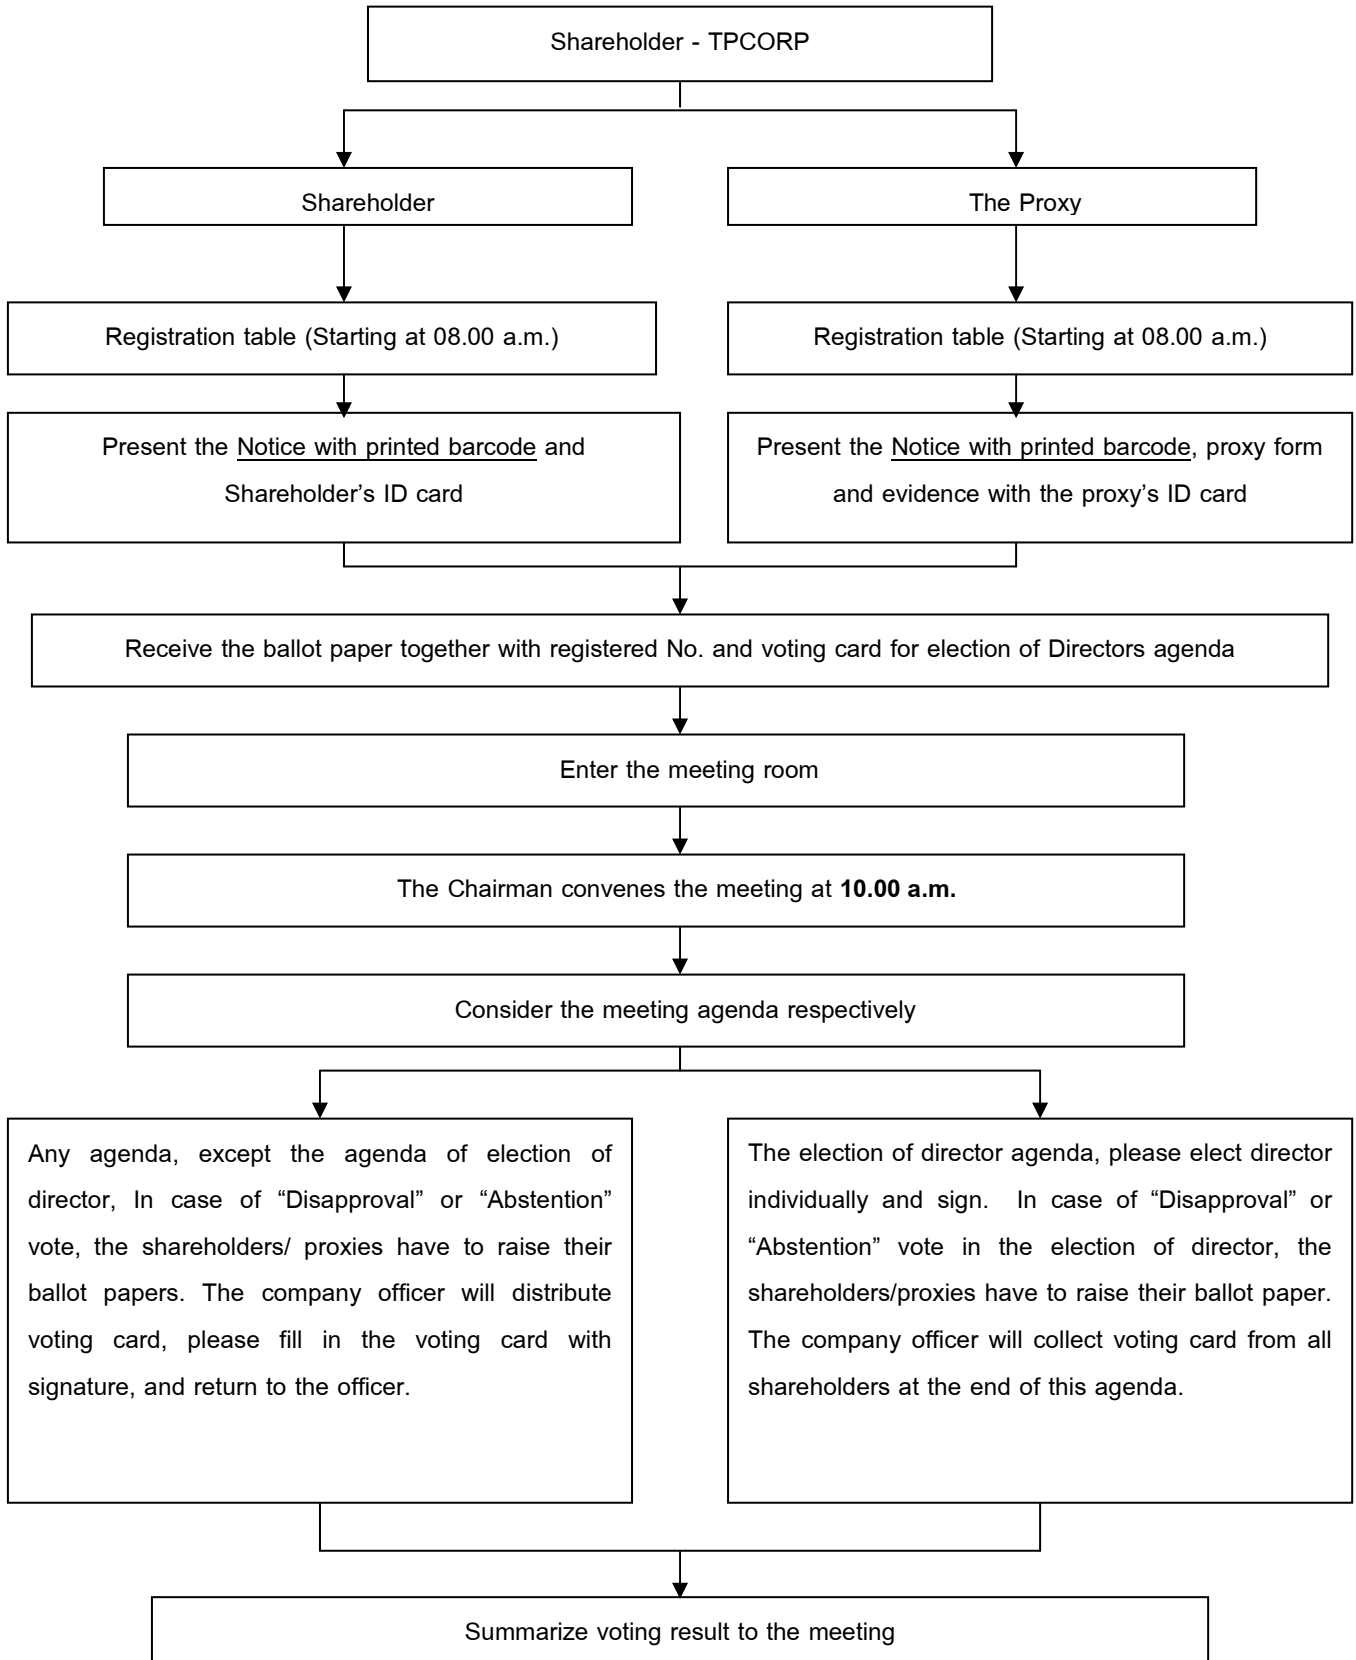 Shareholder - TPCORP
Shareholder
The Proxy
Registration table (Starting at 08.00 a.m.)
Registration table (Starting at 08.00 a.m.)
Present the Notice with printed barcode and
Shareholder’s ID card
Present the Notice with printed barcode, proxy form
and evidence with the proxy’s ID card
Receive the ballot paper together with registered No. and voting card for election of Directors agenda
Enter the meeting room
The Chairman convenes the meeting at 10.00 a.m.
Consider the meeting agenda respectively
Any agenda, except the agenda of election of
director, In case of “Disapproval” or “Abstention”
vote, the shareholders/ proxies have to raise their
ballot papers. The company officer will distribute
voting card, please fill in the voting card with
signature, and return to the officer.
The election of director agenda, please elect director
individually and sign. In case of “Disapproval” or
“Abstention” vote in the election of director, the
shareholders/proxies have to raise their ballot paper.
The company officer will collect voting card from all
shareholders at the end of this agenda.
Summarize voting result to the meeting